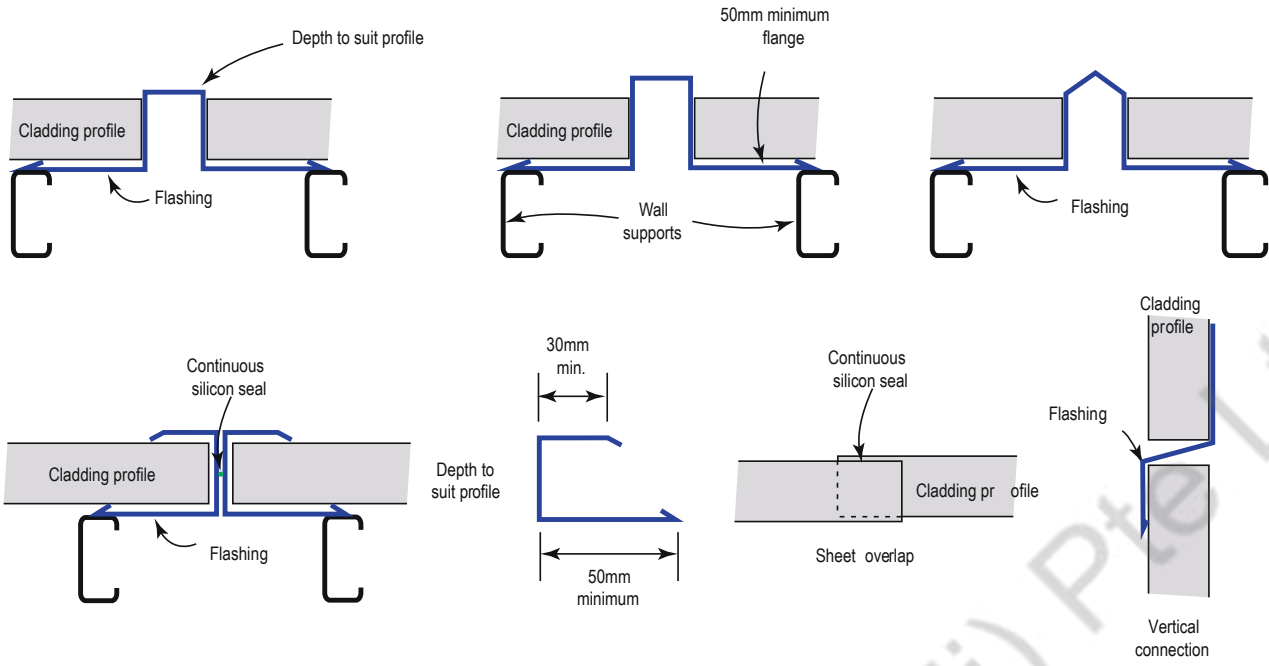 Depth to suit profile
Cladding profile
Flashing
50mm minimum
flange
Cladding profile
Wall
supports
Flashing
Continuous
silicon seal
Cladding profile
Flashing
30mm
min.
Depth to
suit profile
50mm
minimum
Continuous
silicon seal
Cladding pr ofile
Sheet overlap
Cladding
profile
Flashing
Vertical
connection
) Pte L